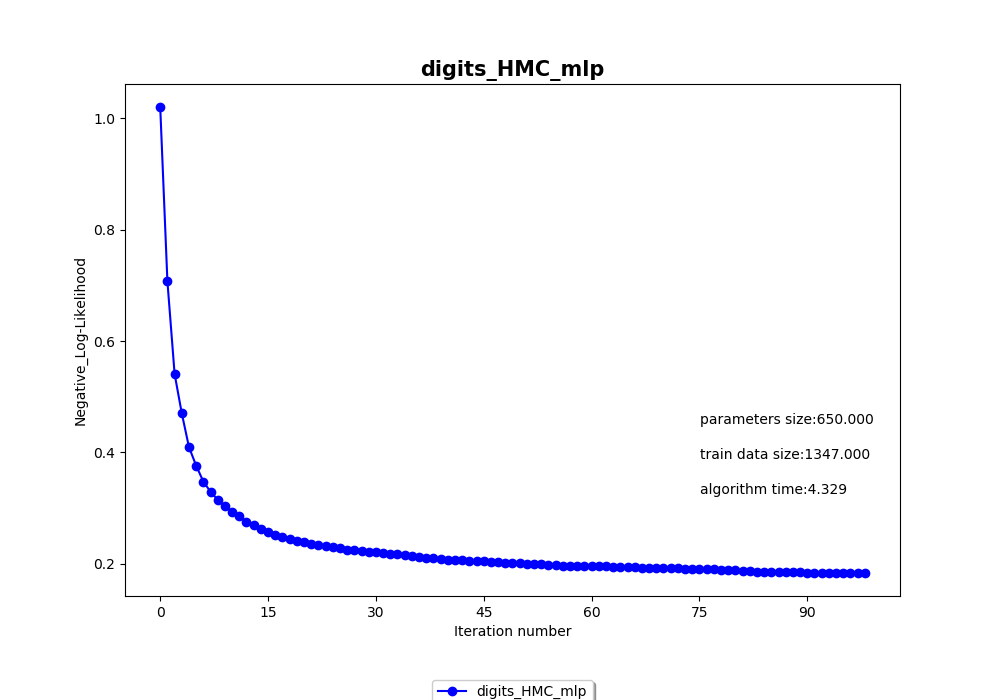 digits_HMC_mlp
1.0
0.8
0.6
0.4
0.2
Negative_Log-Likelihood
parameters size:650.000
train data size:1347.000
algorithm time:4.329
0 15 30 45 60 75 90
Iteration number
digits_HMC_mlp